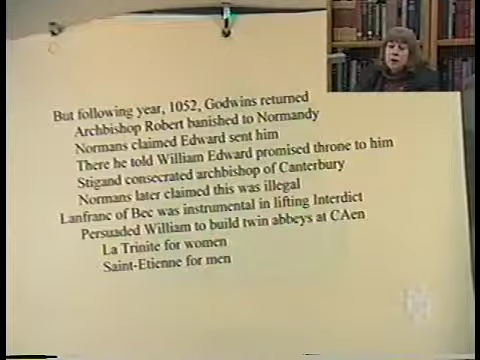 But following year, 1052, Godwins returned
Archbishop Robert banished to Normandy
Normans claimed Edward sent him
There he told William Edward promised throne to him
Stigand consecrated archbishop of Canterbury
Normans later claimed this was illegal
Lanfranc of Bec was instrumental in lifting Interdict
Persuaded William to build twin abbeys at CAen
La Trinite for women
Saint-Etienne for men